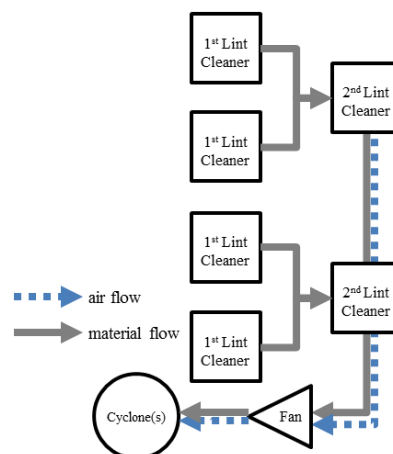 1st Lint
Cleaner
2nd Lint
Cleaner
1st Lint
Cleaner
1st Lint
Cleaner
2nd Lint
Cleaner
air flow
material flow
1st Lint
Cleaner
Cyclone(s)
Fan